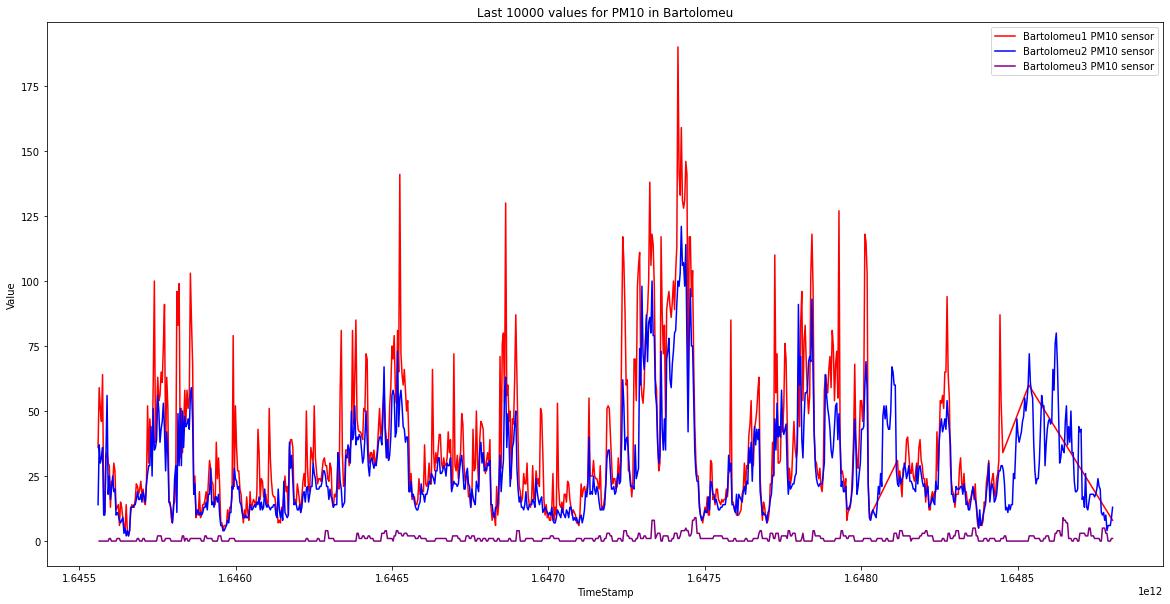 Last 10000 values for PM10 in Bartolomeu
Bartolomeu1 PM10 sensor
Bartolomeu2 PM10 sensor
Bartolomeu3 PM10 sensor
175
150
125
100
75
50
25
0
Value
1.6455 1.6460 1.6465 1.6470 1.6475 1.6480 1.6485
1e12
TimeStamp